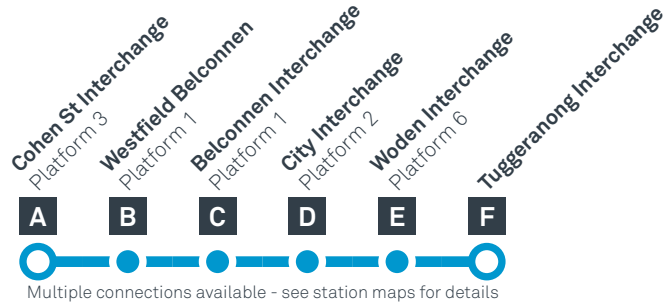 Cohen St Interchange
Platform 3
Westfield Belconnen
Platform 1
Belconnen Interchange
Platform 1
City Interchange
Platform 2
Woden Interchange
Platform 6
Tuggeranong Interchange
A B C D E F
Multiple connections available - see station maps for details